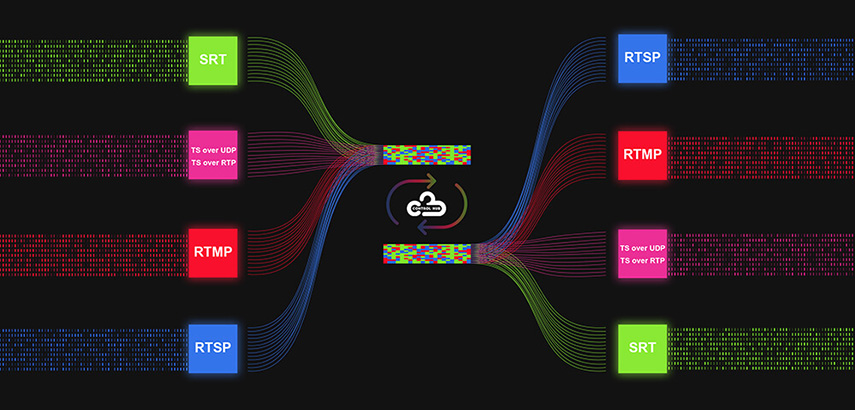 SRT
TS over UDP
TS over RTP
RTMP
RTSP
CONTROL HUB
RTSP
RTMP
TS over UDP
TS over RTP
SRT